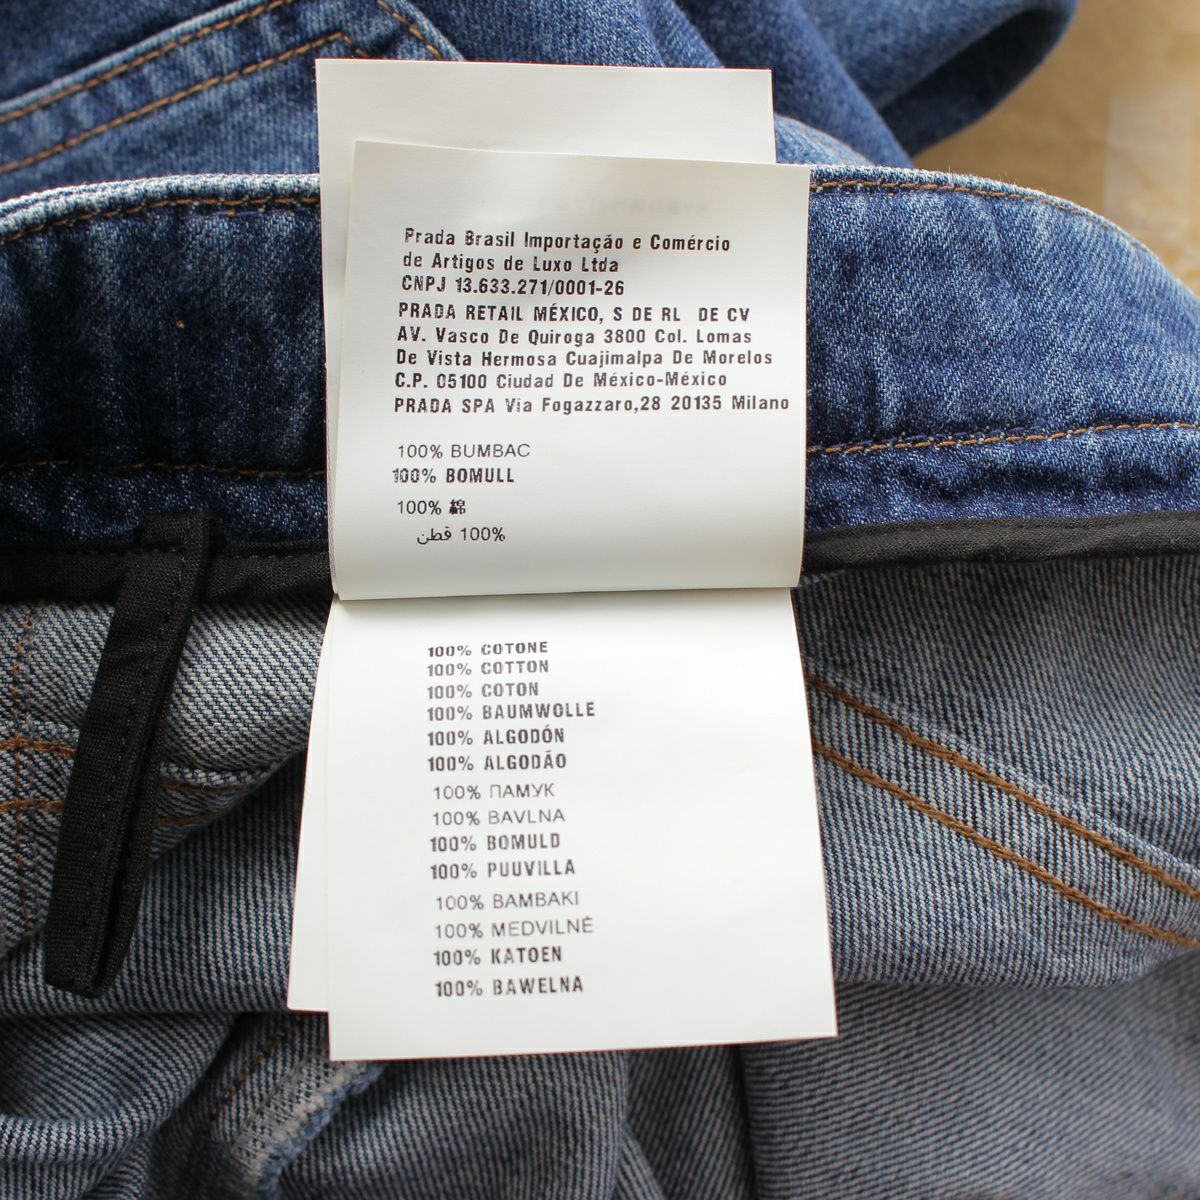 Prada Brasil Importação e Comércio
de Artigos de Luxo Ltda
CNPJ 13.633.271/0001-26
PRADA RETAIL MÉXICO, S DE RL DE CV
AV. Vasco De Quiroga 3800 Col. Lomas
De Vista Hermosa Cuajimalpa De Morelos
C.P. 05100 Ciudad De México-México
PRADA SPA Via Fogazzaro,28 20135 Milano
100% BUMBAC
100% BOMULL
100% 棉
100% قطن
100% COTONE
100% COTTON
100% COTON
100% BAUMWOLLE
100% ALGODÓN
100% ALGODÃO
100% ПАМУК
100% BAVLNA
100% BOMULD
100% PUUVILLA
100% BAMBAKI
100% MEDVILNĖ
100% KATOEN
100% BAWELNA